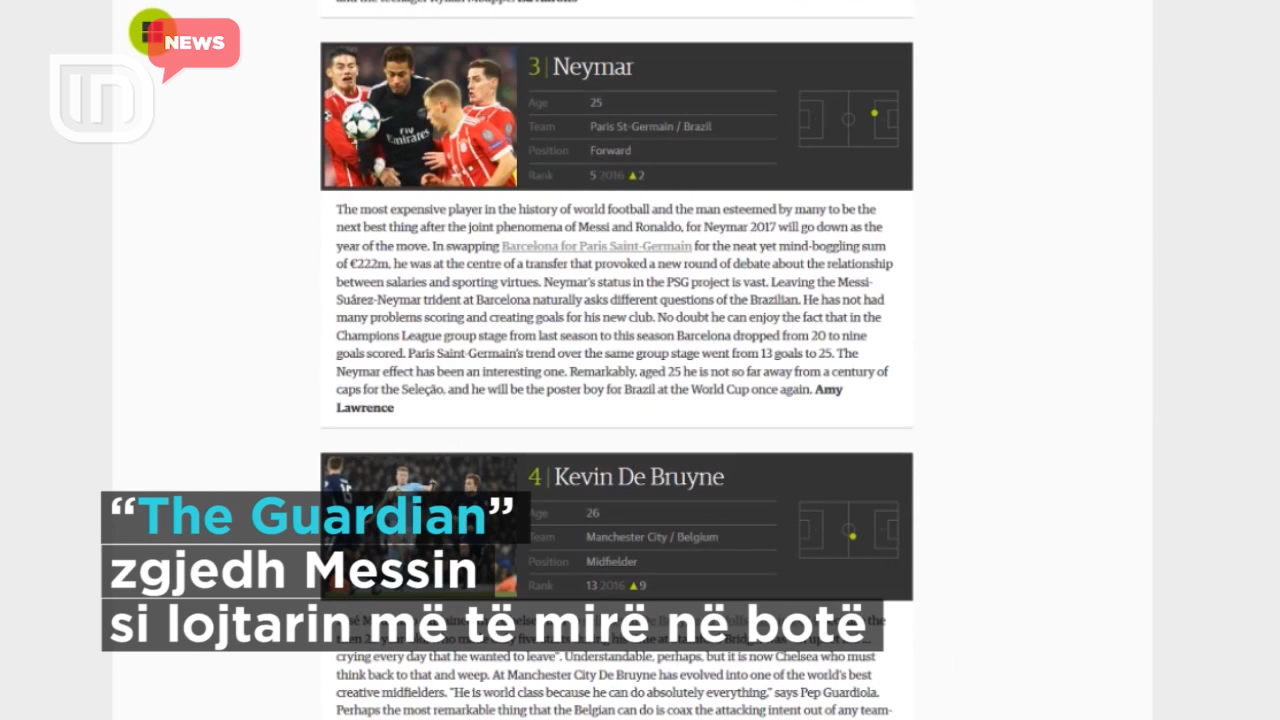 NEWS
IN
3 | Neymar
Age 25
Team Paris St-Germain / Brazil
Position Forward
Rank 5 2016 ▲2
Fly Emirates
The most expensive player in the history of world football and the man esteemed by many to be the
next best thing after the joint phenomena of Messi and Ronaldo, for Neymar 2017 will go down as the
year of the move. In swapping Barcelona for Paris Saint-Germain for the neat yet mind-boggling sum
of €222m, he was at the centre of a transfer that provoked a new round of debate about the relationship
between salaries and sporting virtues. Neymar's status in the PSG project is vast. Leaving the Messi-
Suárez-Neymar trident at Barcelona naturally asks different questions of the Brazilian. He has not had
many problems scoring and creating goals for his new club. No doubt he can enjoy the fact that in the
Champions League group stage from last season to this season Barcelona dropped from 20 to nine
goals scored. Paris Saint-Germain's trend over the same group stage went from 13 goals to 25. The
Neymar effect has been an interesting one. Remarkably, aged 25 he is not so far away from a century of
caps for the Seleção, and he will be the poster boy for Brazil at the World Cup once again. Amy
Lawrence
4 | Kevin De Bruyne
Age 26
Team Manchester City / Belgium
Position Midfielder
Rank 13 2016 ▲9
“The Guardian”
zgjedh Messin
si lojtarin më të mirë në botë
crying every day that he wanted to leave”. Understandable, perhaps, but it is now Chelsea who must
think back to that and weep. At Manchester City De Bruyne has evolved into one of the world's best
creative midfielders. “He is world class because he can do absolutely everything,” says Pep Guardiola.
Perhaps the most remarkable thing that the Belgian can do is coax the attacking intent out of any team-